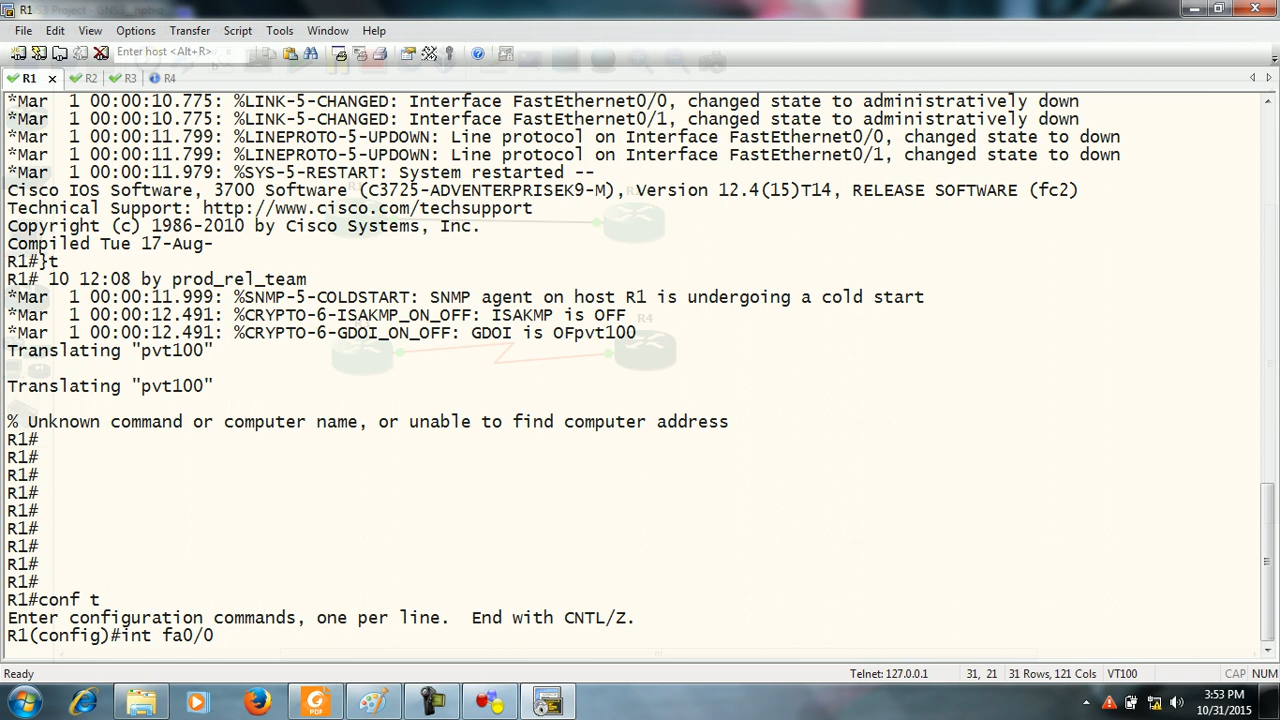 R1
File Edit View Options Transfer Script Tools Window Help
Enter host <Alt+R>
R1 R2 R3 R4
*Mar  1 00:00:10.775: %LINK-5-CHANGED: Interface FastEthernet0/0, changed state to administratively down
*Mar  1 00:00:10.775: %LINK-5-CHANGED: Interface FastEthernet0/1, changed state to administratively down
*Mar  1 00:00:11.799: %LINEPROTO-5-UPDOWN: Line protocol on Interface FastEthernet0/0, changed state to down
*Mar  1 00:00:11.799: %LINEPROTO-5-UPDOWN: Line protocol on Interface FastEthernet0/1, changed state to down
*Mar  1 00:00:11.979: %SYS-5-RESTART: System restarted --
Cisco IOS Software, 3700 Software (C3725-ADVENTERPRISEK9-M), Version 12.4(15)T14, RELEASE SOFTWARE (fc2)
Technical Support: http://www.cisco.com/techsupport
Copyright (c) 1986-2010 by Cisco Systems, Inc.
Compiled Tue 17-Aug-
R1#}t
R1# 10 12:08 by prod_rel_team
*Mar  1 00:00:11.999: %SNMP-5-COLDSTART: SNMP agent on host R1 is undergoing a cold start
*Mar  1 00:00:12.491: %CRYPTO-6-ISAKMP_ON_OFF: ISAKMP is OFF
*Mar  1 00:00:12.491: %CRYPTO-6-GDOI_ON_OFF: GDOI is OFpvt100
Translating "pvt100"
Translating "pvt100"
% Unknown command or computer name, or unable to find computer address
R1#
R1#
R1#
R1#
R1#
R1#
R1#
R1#
R1#
R1#conf t
Enter configuration commands, one per line.  End with CNTL/Z.
R1(config)#int fa0/0
R4
Ready Telnet: 127.0.0.1 31, 21 31 Rows, 121 Cols VT100 CAP NUM
PDF
3:53 PM
10/31/2015